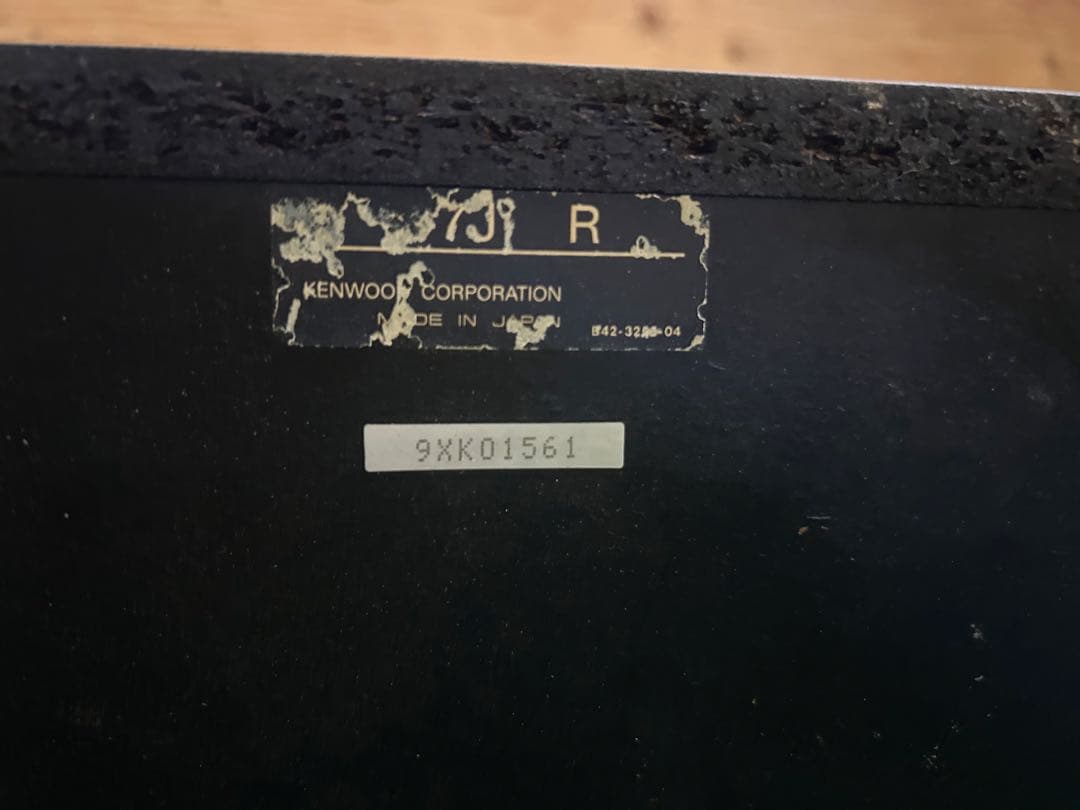 7J R
KENWOOD CORPORATION
MADE IN JAPAN
9XK01561